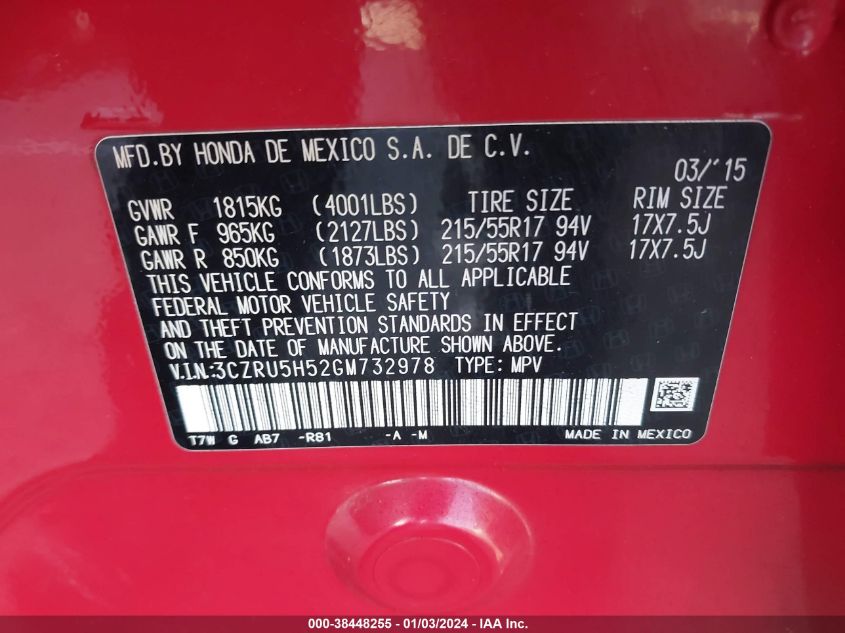 MFD.BY HONDA DE MEXICO S.A. DE C.V.
03/'15
GVWR 1815KG (4001LBS) TIRE SIZE RIM SIZE
GAWR F 965KG (2127LBS) 215/55R17 94V 17X7.5J
GAWR R 850KG (1873LBS) 215/55R17 94V 17X7.5J
THIS VEHICLE CONFORMS TO ALL APPLICABLE
FEDERAL MOTOR VEHICLE SAFETY
AND THEFT PREVENTION STANDARDS IN EFFECT
ON THE DATE OF MANUFACTURE SHOWN ABOVE.
V.I.N.:3CZRU5H52GM732978 TYPE: MPV
T7W G AB7 -R81 -A -M MADE IN MEXICO
000-38448255 - 01/03/2024 - IAA Inc.